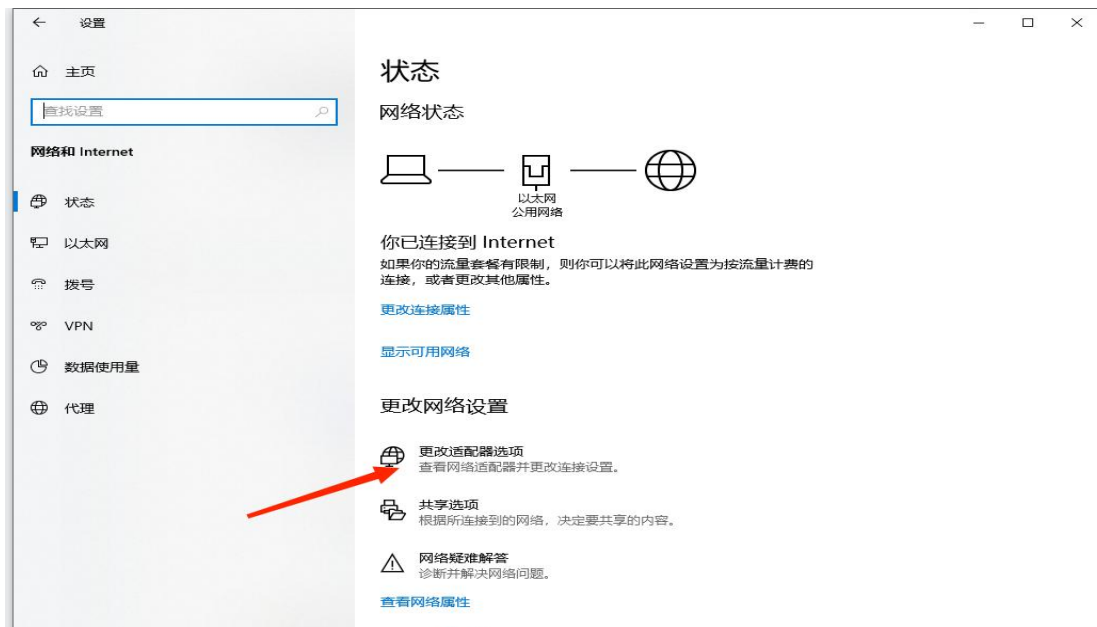 设置
主页
查找设置
网络和 Internet
状态
以太网
拨号
VPN
数据使用量
代理
状态
网络状态
以太网
公用网络
你已连接到 Internet
如果你的流量套餐有限制，则你可以将此网络设置为按流量计费的
连接，或者更改其他属性。
更改连接属性
显示可用网络
更改网络设置
更改适配器选项
查看网络适配器并更改连接设置。
共享选项
根据所连接到的网络，决定要共享的内容。
网络疑难解答
诊断并解决网络问题。
查看网络属性